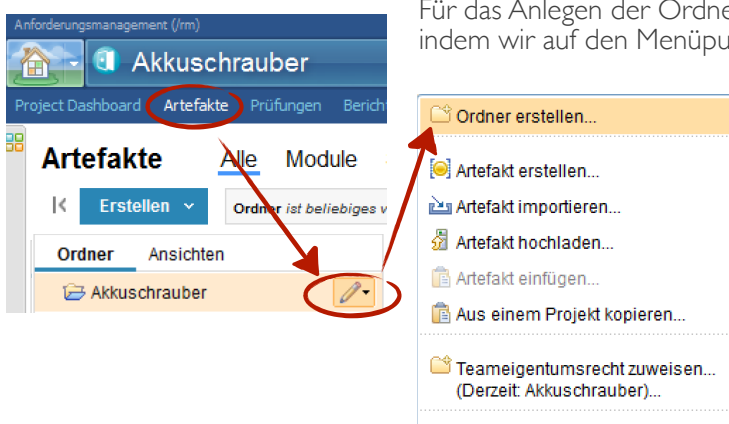 Für das Anlegen der Ordne
indem wir auf den Menüpu
Anforderungsmanagement (/rm)
Akkuschrauber
Project Dashboard Artefakte Prüfungen Bericht
Artefakte Alle Module
Erstellen Ordner ist beliebiges v
Ordner Ansichten
Akkuschrauber
Ordner erstellen...
Artefakt erstellen...
Artefakt importieren...
Artefakt hochladen...
Artefakt einfügen...
Aus einem Projekt kopieren...
Teameigentumsrecht zuweisen...
(Derzeit: Akkuschrauber)...